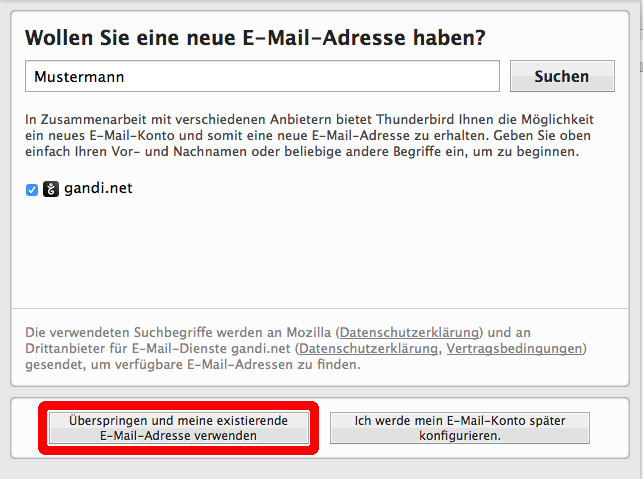 Wollen Sie eine neue E-Mail-Adresse haben?
Mustermann
Suchen
In Zusammenarbeit mit verschiedenen Anbietern bietet Thunderbird Ihnen die Möglichkeit
ein neues E-Mail-Konto und somit eine neue E-Mail-Adresse zu erhalten. Geben Sie oben
einfach Ihren Vor- und Nachnamen oder beliebige andere Begriffe ein, um zu beginnen.
gandi.net
Die verwendeten Suchbegriffe werden an Mozilla (Datenschutzerklärung) und an
Drittanbieter für E-Mail-Dienste gandi.net (Datenschutzerklärung, Vertragsbedingungen)
gesendet, um verfügbare E-Mail-Adressen zu finden.
Überspringen und meine existierende
E-Mail-Adresse verwenden
Ich werde mein E-Mail-Konto später
konfigurieren.